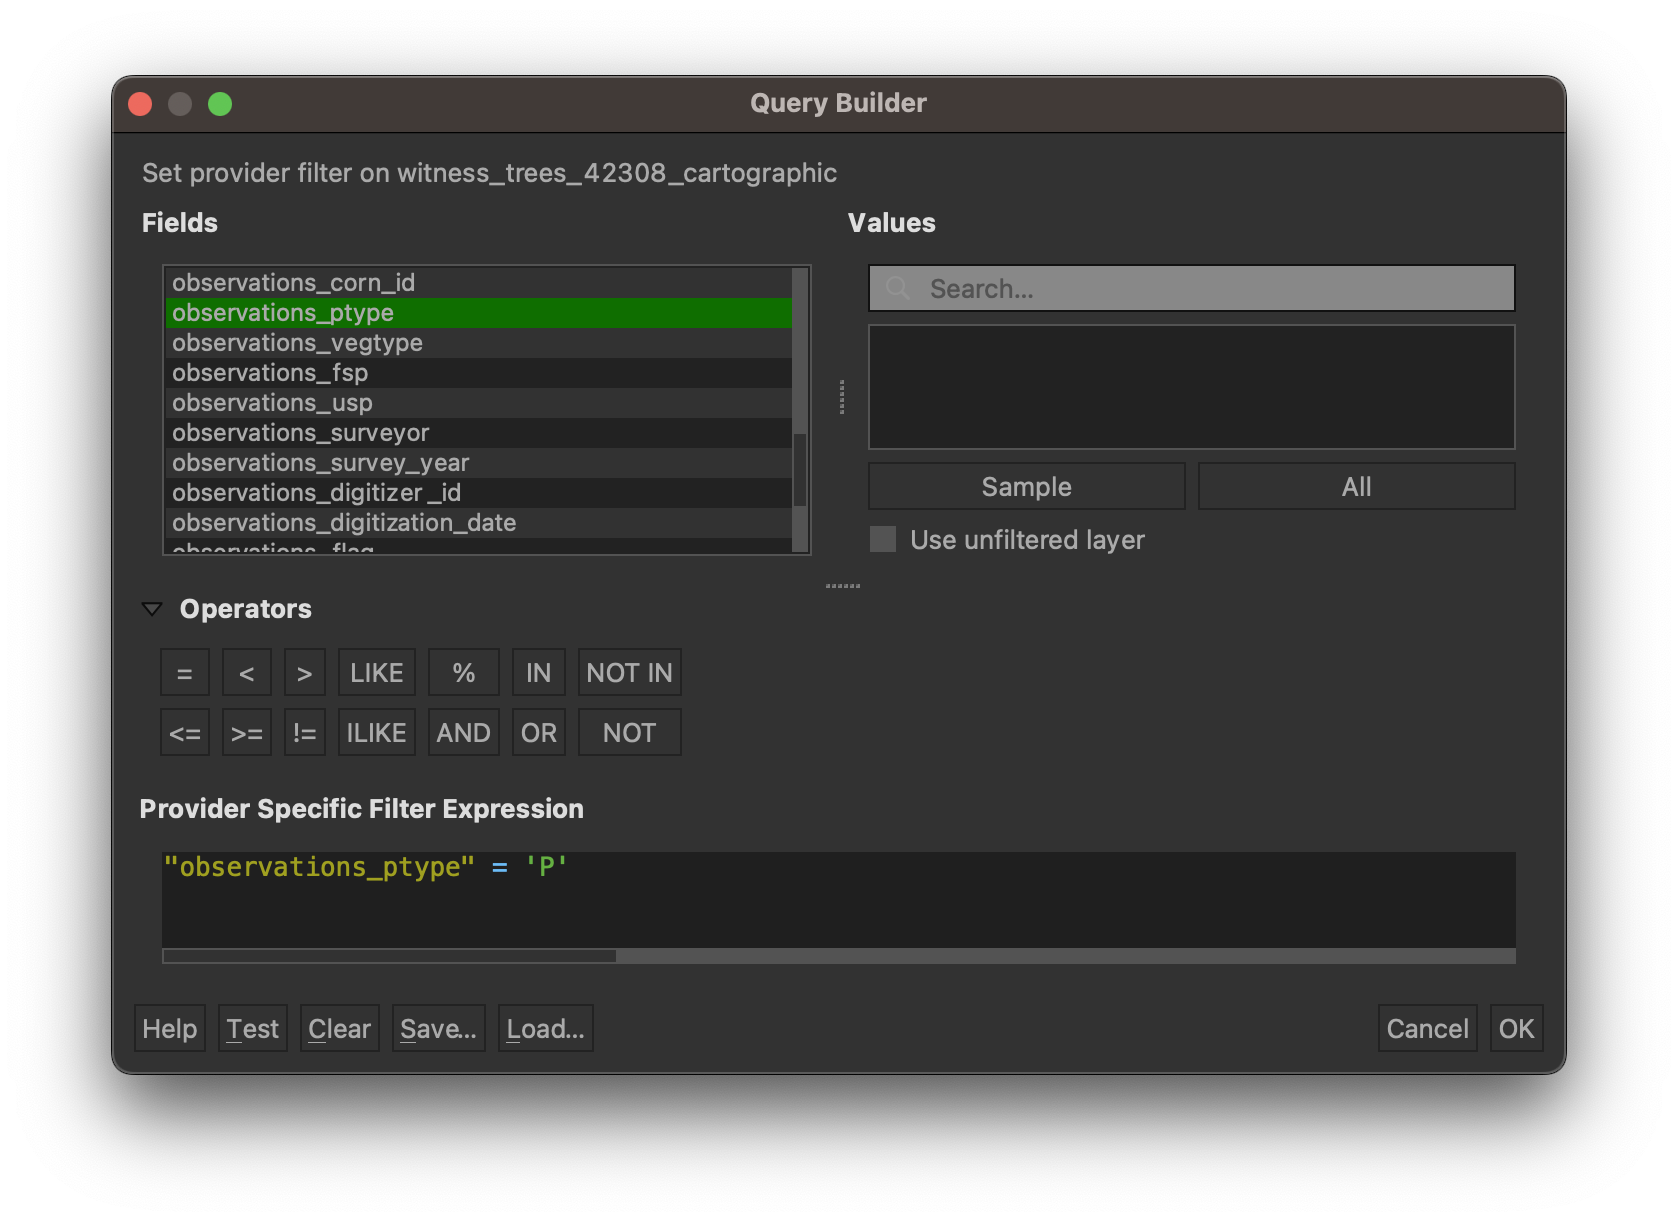 Query Builder
Set provider filter on witness_trees_42308_cartographic
Fields
observations_corn_id
observations_ptype
observations_vegtype
observations_fsp
observations_usp
observations_surveyor
observations_survey_year
observations_digitizer_id
observations_digitization_date
observations_flag
Values
Search...
Sample All
Use unfiltered layer
Operators
= < > LIKE % IN NOT IN
<= >= != ILIKE AND OR NOT
Provider Specific Filter Expression
"observations_ptype" = 'P'
Help Test Clear Save... Load... Cancel OK